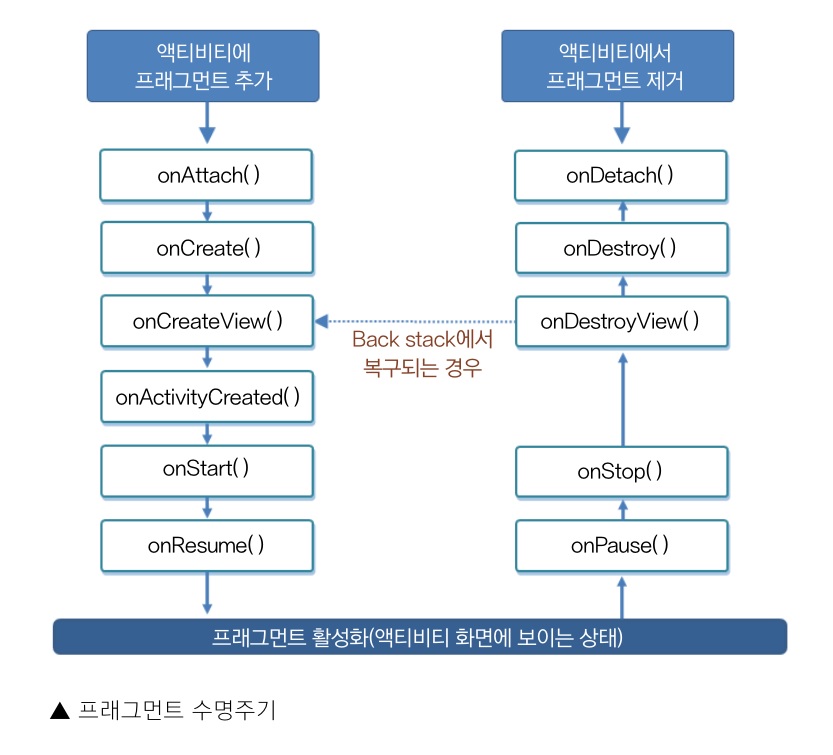 액티비티에
프래그먼트 추가
onAttach( )
onCreate( )
onCreateView( )
onActivityCreated( )
onStart( )
onResume( )
액티비티에서
프래그먼트 제거
onDetach( )
onDestroy( )
onDestroyView( )
Back stack에서
복구되는 경우
onStop( )
onPause( )
프래그먼트 활성화(액티비티 화면에 보이는 상태)
▲ 프래그먼트 수명주기